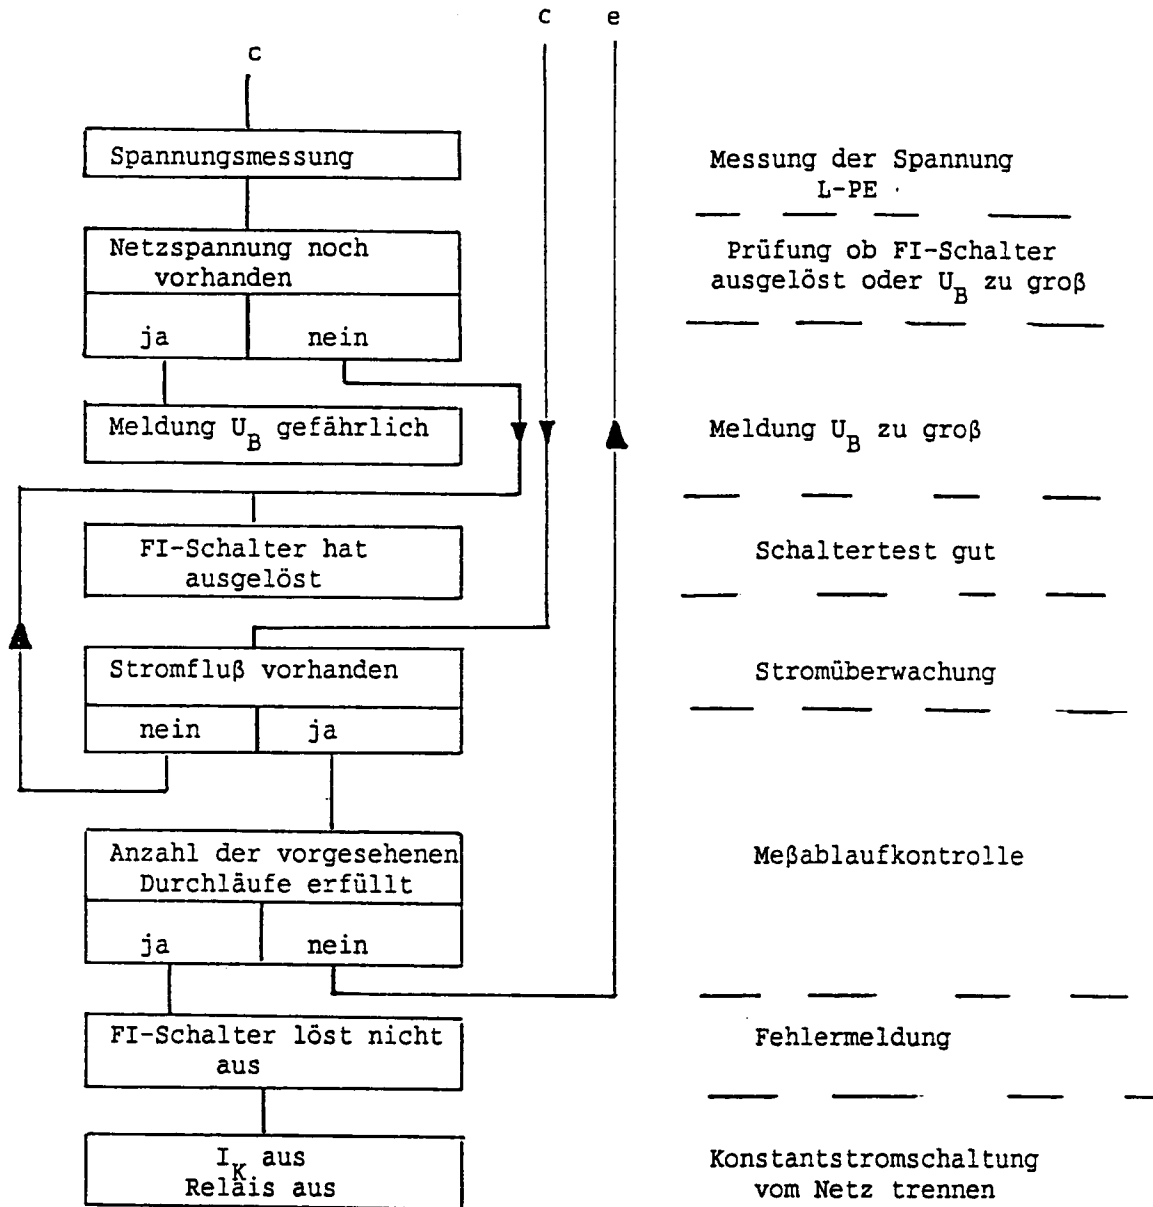 c e
c
Spannungsmessung
Messung der Spannung
L-PE
Netzspannung noch
vorhanden
Prüfung ob FI-Schalter
ausgelöst oder U_B zu groß
ja nein
Meldung U_B gefährlich
Meldung U_B zu groß
FI-Schalter hat
ausgelöst
Schaltertest gut
Stromfluß vorhanden
Stromüberwachung
nein ja
Anzahl der vorgesehenen
Durchläufe erfüllt
Meßablaufkontrolle
ja nein
FI-Schalter löst nicht
aus
Fehlermeldung
I_K aus
Relais aus
Konstantstromschaltung
vom Netz trennen